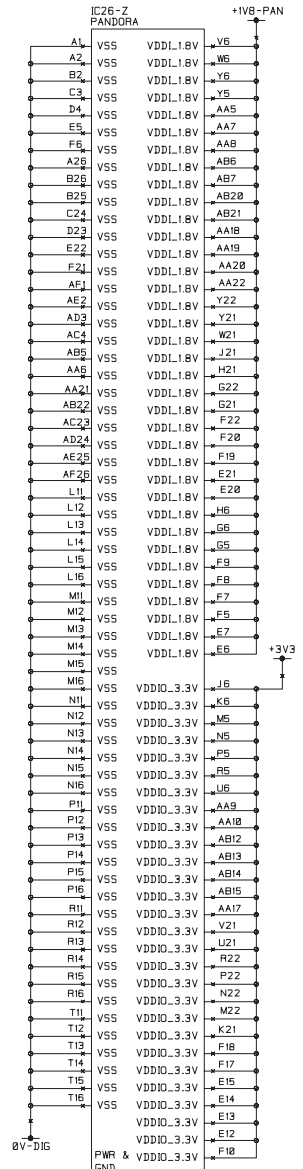 IC26-Z +1V8-PAN
PANDORA
A1 VSS VDDI_1.8V V6
A2 VSS VDDI_1.8V W6
B2 VSS VDDI_1.8V Y6
C3 VSS VDDI_1.8V Y5
D4 VSS VDDI_1.8V AA5
E5 VSS VDDI_1.8V AA7
F6 VSS VDDI_1.8V AA8
A26 VSS VDDI_1.8V AB6
B26 VSS VDDI_1.8V AB7
B25 VSS VDDI_1.8V AB20
C24 VSS VDDI_1.8V AB21
D23 VSS VDDI_1.8V AA18
E22 VSS VDDI_1.8V AA19
F21 VSS VDDI_1.8V AA20
AF1 VSS VDDI_1.8V AA22
AE2 VSS VDDI_1.8V Y22
AD3 VSS VDDI_1.8V Y21
AC4 VSS VDDI_1.8V W21
AB5 VSS VDDI_1.8V J21
AA6 VSS VDDI_1.8V H21
AA21 VSS VDDI_1.8V G22
AB22 VSS VDDI_1.8V G21
AC23 VSS VDDI_1.8V F22
AD24 VSS VDDI_1.8V F20
AE25 VSS VDDI_1.8V F19
AF26 VSS VDDI_1.8V E21
L11 VSS VDDI_1.8V E20
L12 VSS VDDI_1.8V H6
L13 VSS VDDI_1.8V G6
L14 VSS VDDI_1.8V G5
L15 VSS VDDI_1.8V F9
L16 VSS VDDI_1.8V F8
M11 VSS VDDI_1.8V F7
M12 VSS VDDI_1.8V F5
M13 VSS VDDI_1.8V E7
M14 VSS VDDI_1.8V E6
+3V3
M15 VSS
M16 VSS VDDIO_3.3V J6
N11 VSS VDDIO_3.3V K6
N12 VSS VDDIO_3.3V M5
N13 VSS VDDIO_3.3V N5
N14 VSS VDDIO_3.3V P5
N15 VSS VDDIO_3.3V R5
N16 VSS VDDIO_3.3V U6
P11 VSS VDDIO_3.3V AA9
P12 VSS VDDIO_3.3V AA10
P13 VSS VDDIO_3.3V AB12
P14 VSS VDDIO_3.3V AB13
P15 VSS VDDIO_3.3V AB14
P16 VSS VDDIO_3.3V AB15
R11 VSS VDDIO_3.3V AA17
R12 VSS VDDIO_3.3V V21
R13 VSS VDDIO_3.3V U21
R14 VSS VDDIO_3.3V R22
R15 VSS VDDIO_3.3V P22
R16 VSS VDDIO_3.3V N22
T11 VSS VDDIO_3.3V M22
T12 VSS VDDIO_3.3V K21
T13 VSS VDDIO_3.3V F18
T14 VSS VDDIO_3.3V F17
T15 VSS VDDIO_3.3V E15
T16 VSS VDDIO_3.3V E14
VDDIO_3.3V E13
VDDIO_3.3V E12
0V-DIG PWR & VDDIO_3.3V F10
GND